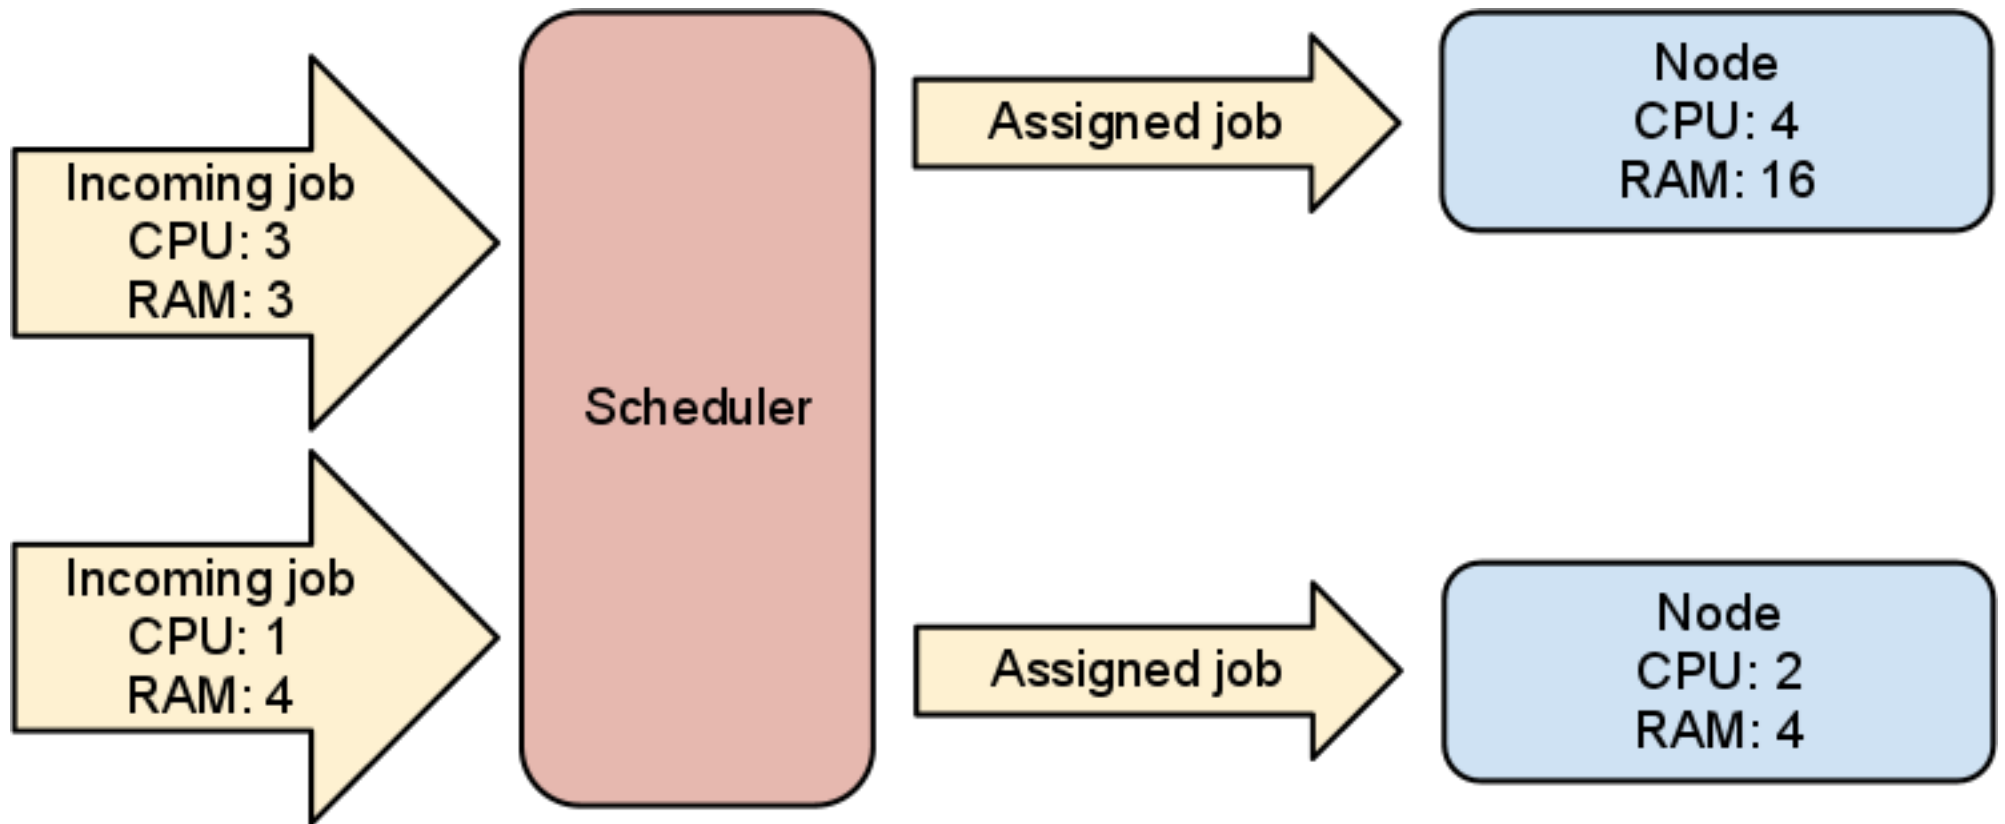 Incoming job
CPU: 3
RAM: 3
Incoming job
CPU: 1
RAM: 4
Scheduler
Assigned job
Assigned job
Node
CPU: 4
RAM: 16
Node
CPU: 2
RAM: 4